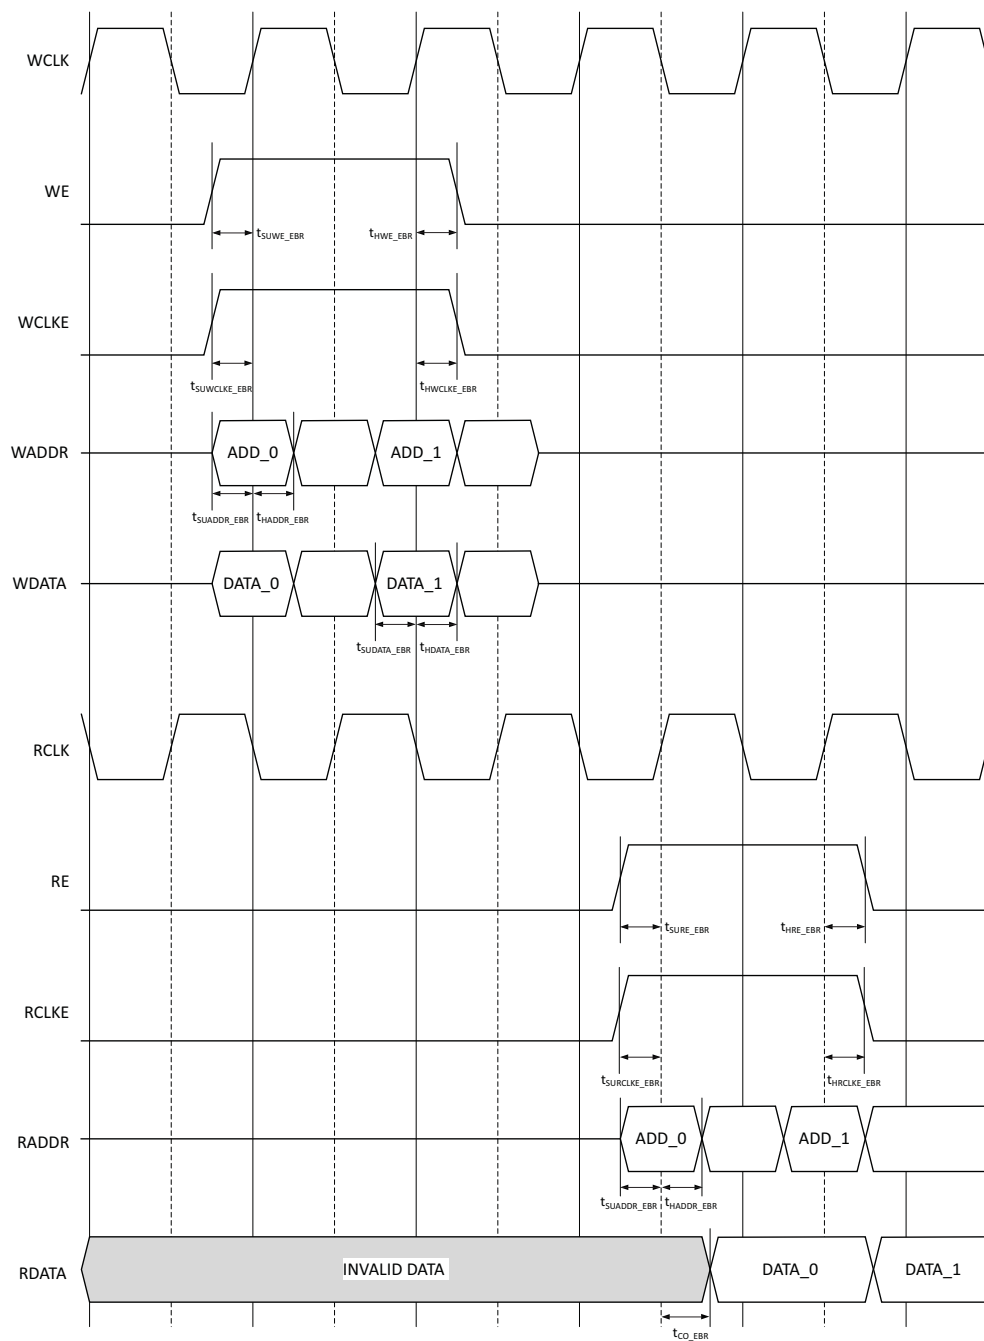 WCLK
WE
tSUWE_EBR tHWE_EBR
WCLKE
tSUWCLKE_EBR tHWCLKE_EBR
WADDR ADD_0 ADD_1
tSUADDR_EBR tHADDR_EBR
WDATA DATA_0 DATA_1
tSUDATA_EBR tHDATA_EBR
RCLK
RE
tSURE_EBR tHRE_EBR
RCLKE
tSURCLKE_EBR tHRCLKE_EBR
RADDR ADD_0 ADD_1
tSUADDR_EBR tHADDR_EBR
RDATA INVALID DATA DATA_0 DATA_1
tCO_EBR